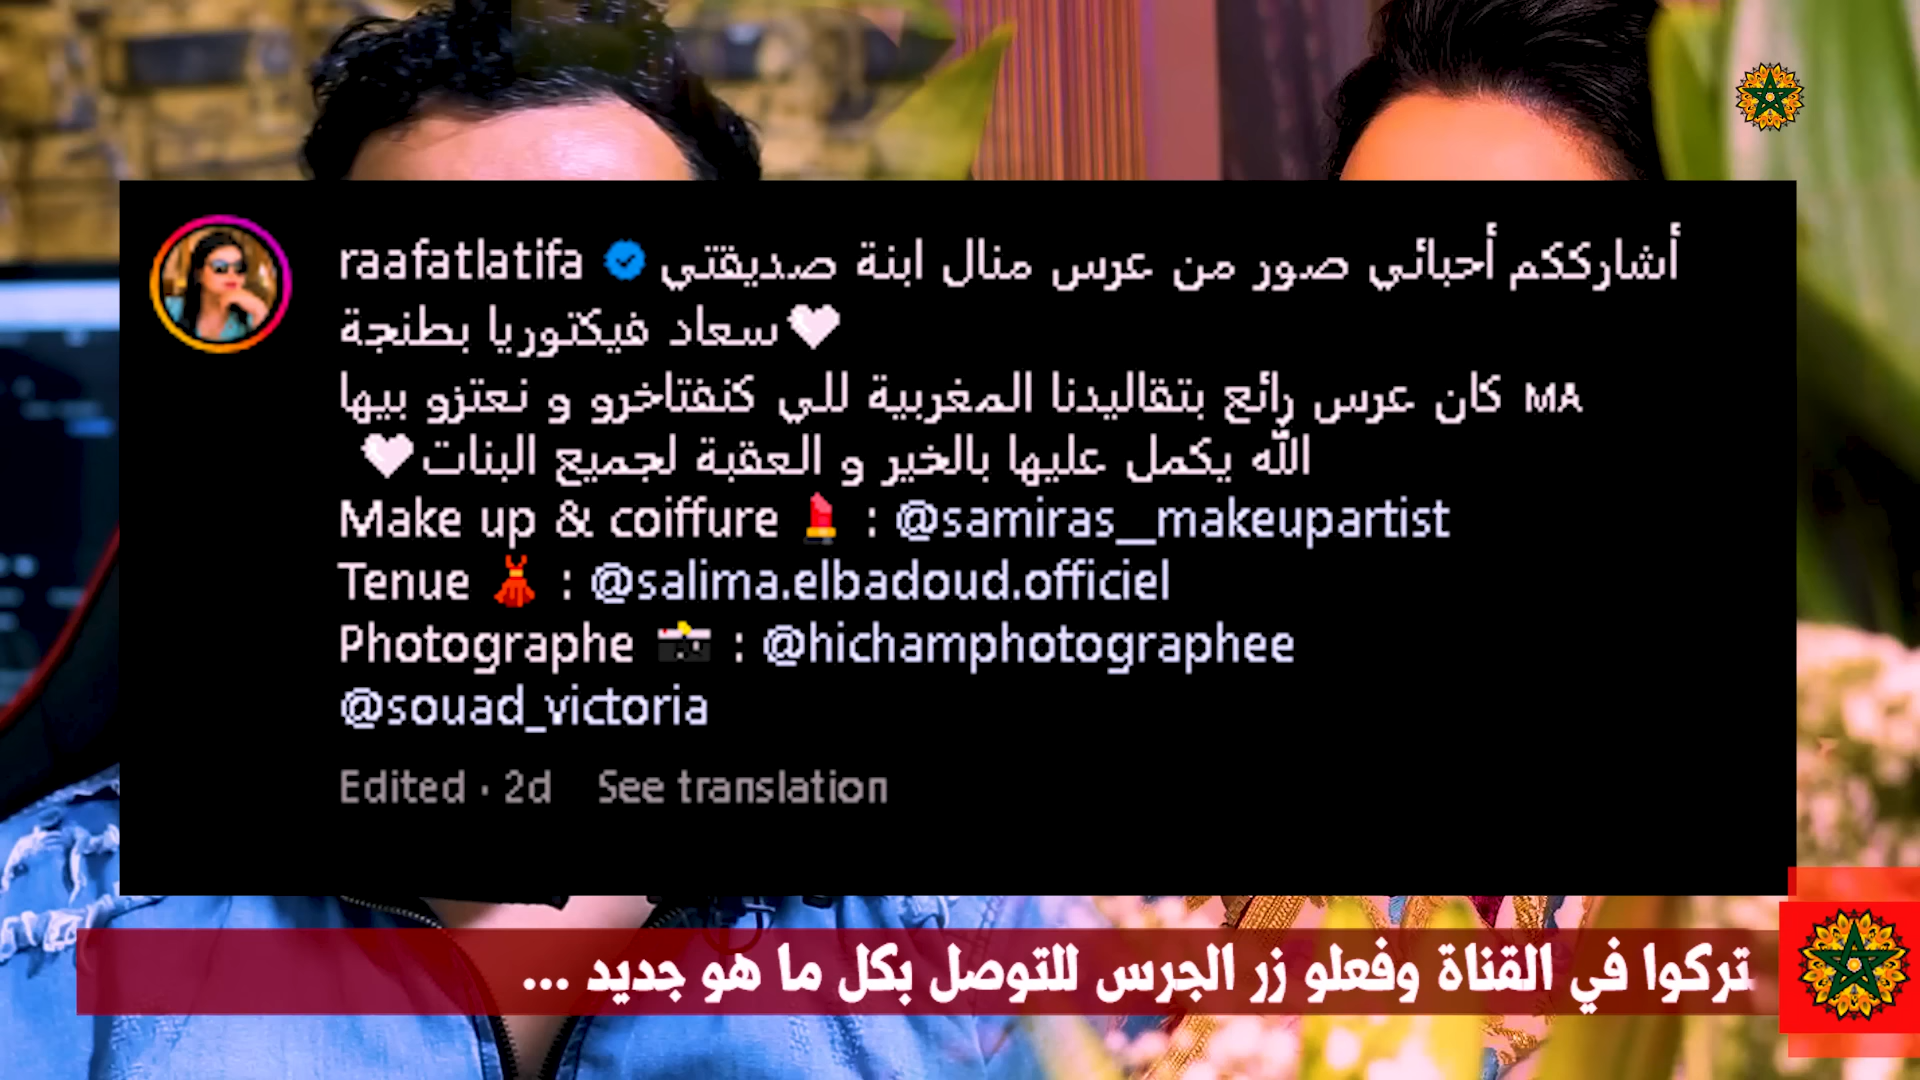 raafatlatifa أشارككم أحبائي صور من عرس منال ابنة صديقتي
سعاد فيكتوريا بطنجة🤍
🇲🇦 كان عرس رائع بتقاليدنا المغربية للي كنفتاخرو و نعتزو بيها
الله يكمل عليها بالخير و العقبة لجميع البنات🤍
Make up & coiffure 💄 : @samiras__makeupartist
Tenue 💃 : @salima.elbadoud.officiel
Photographe 📸 : @hichamphotographee
@souad_victoria
Edited · 2d See translation
تركوا في القناة وفعلو زر الجرس للتوصل بكل ما هو جديد ...